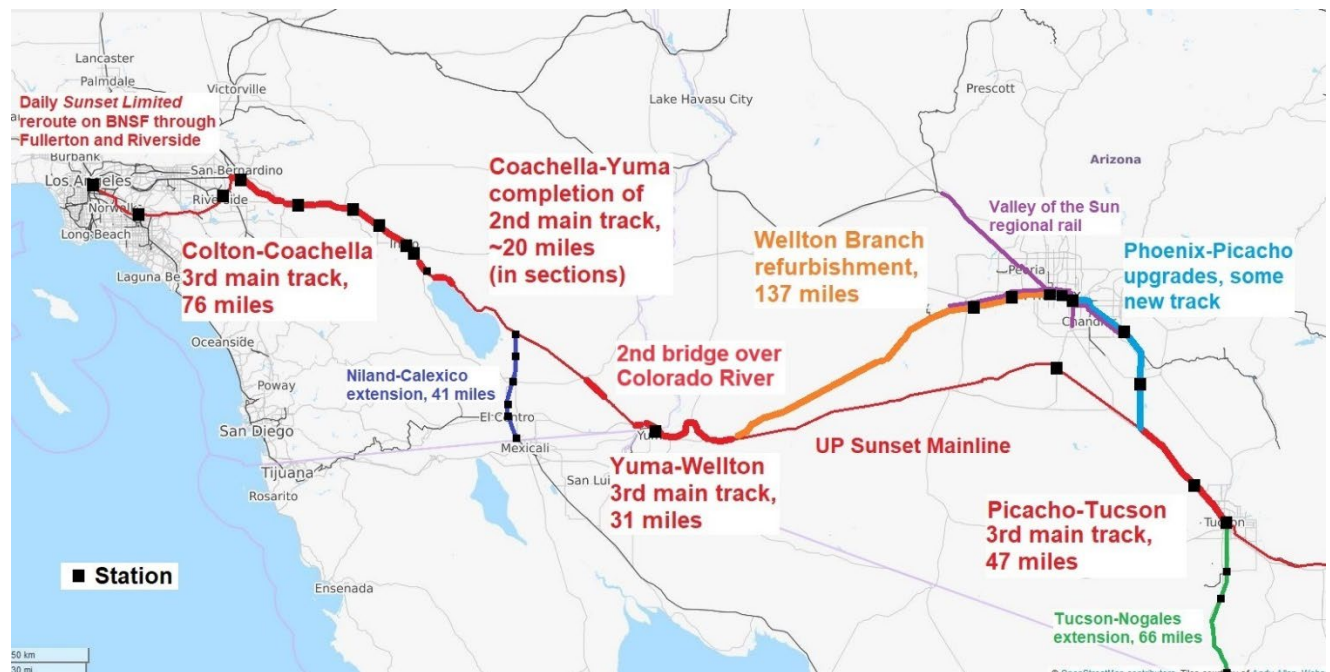 Lancaster
Palmdale
Victorville
Lake Havasu City
Prescott
Daily Sunset Limited
reroute on BNSF through
Fullerton and Riverside
Burbank
San Bernardino
Los Angeles
Riverside
Norwalk
Long Beach
Coachella-Yuma
completion of
2nd main track,
~20 miles
(in sections)
Arizona
Valley of the Sun
regional rail
Wellton Branch
refurbishment,
137 miles
Peoria
Phoenix-Picacho
upgrades, some
new track
Colton-Coachella
3rd main track,
76 miles
Oceanside
Niland-Calexico
extension, 41 miles
2nd bridge over
Colorado River
Poway
El Centro
San Diego
Mexicali
Tijuana
Rosarito
San Lui
UP Sunset Mainline
Yuma-Wellton
3rd main track,
31 miles
Picacho-Tucson
3rd main track,
47 miles
Tucson
Station
Ensenada
Tucson-Nogales
extension, 66 miles
50 km
30 mi